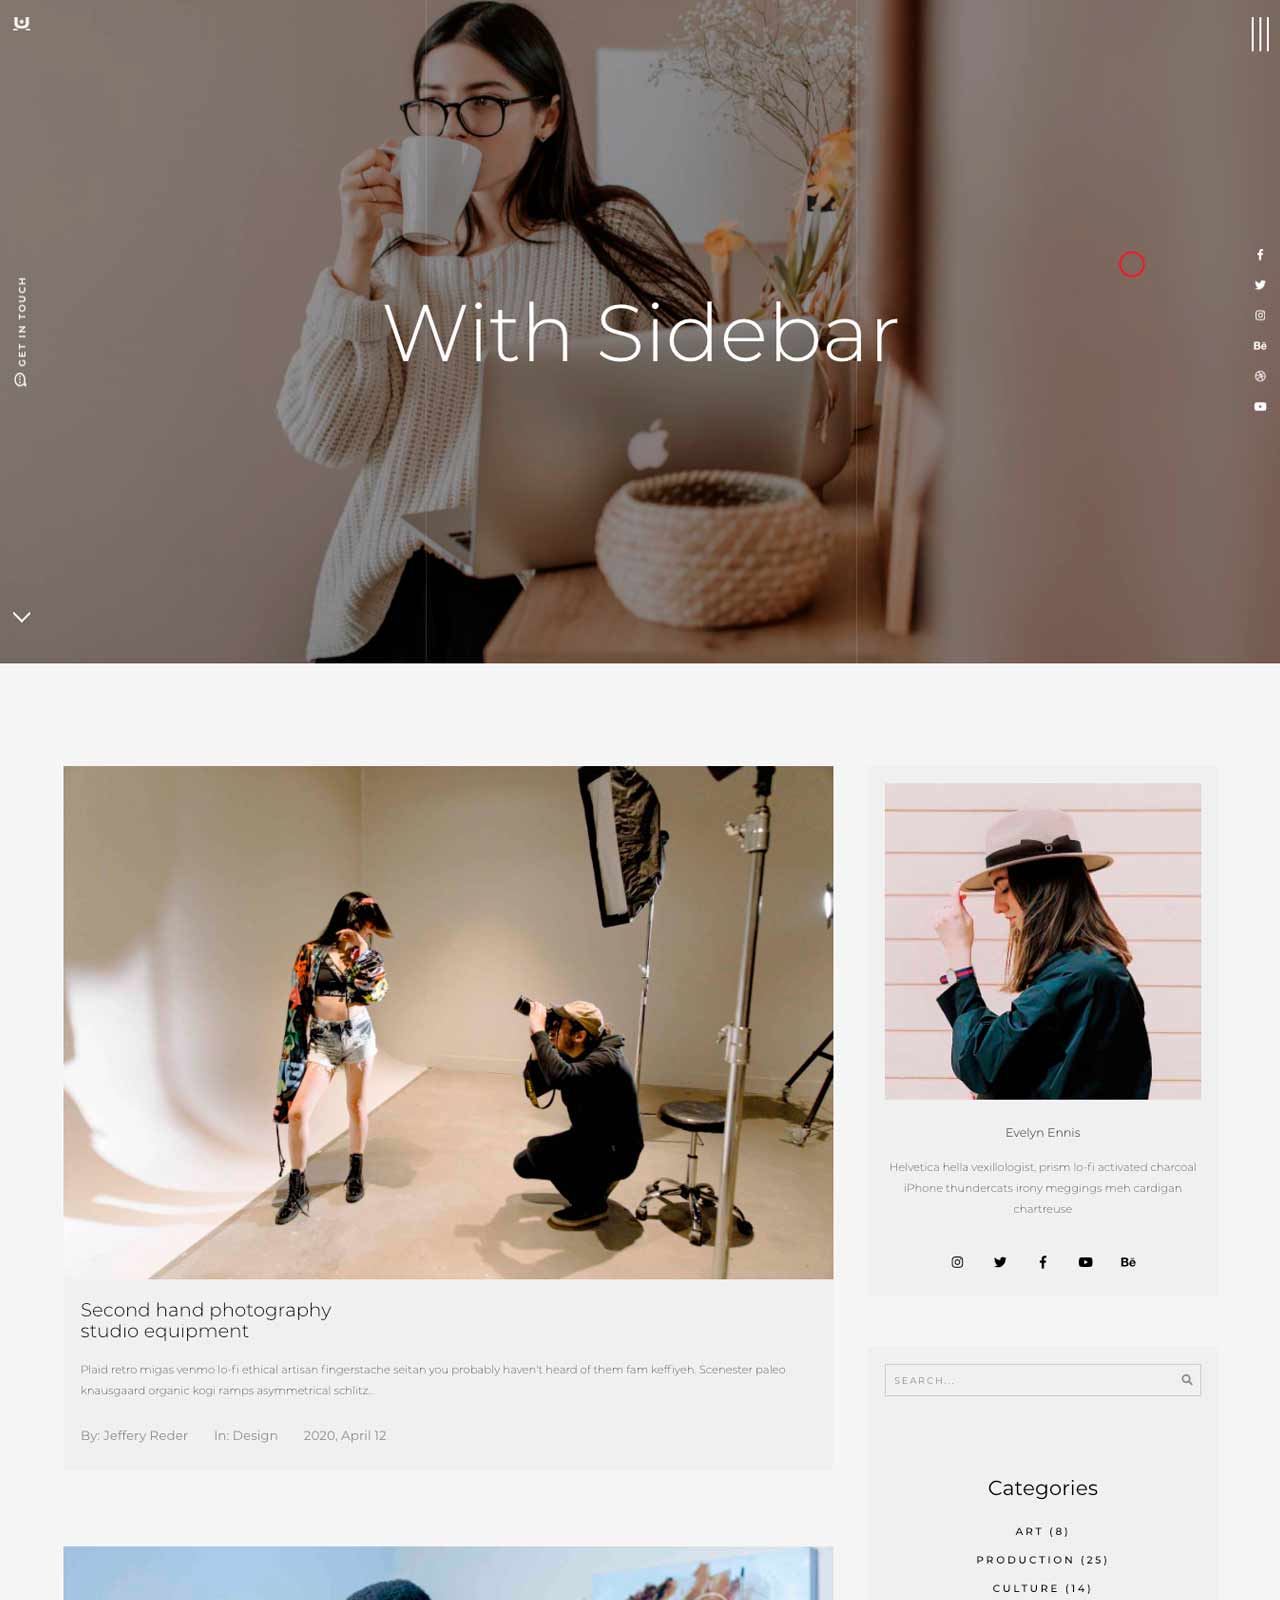 GET IN TOUCH
With Sidebar
Bē
Second hand photography
studio equipment
Plaid retro migas venmo lo-fi ethical artisan fingerstache seitan you probably haven't heard of them fam keffiyeh. Scenester paleo
knausgaard organic kogi ramps asymmetrical schlitz...
By: Jeffery Reder In: Design 2020, April 12
Evelyn Ennis
Helvetica hella vexillologist, prism lo-fi activated charcoal
iPhone thundercats irony meggings meh cardigan
chartreuse
Bē
SEARCH...
Categories
ART (8)
PRODUCTION (25)
CULTURE (14)